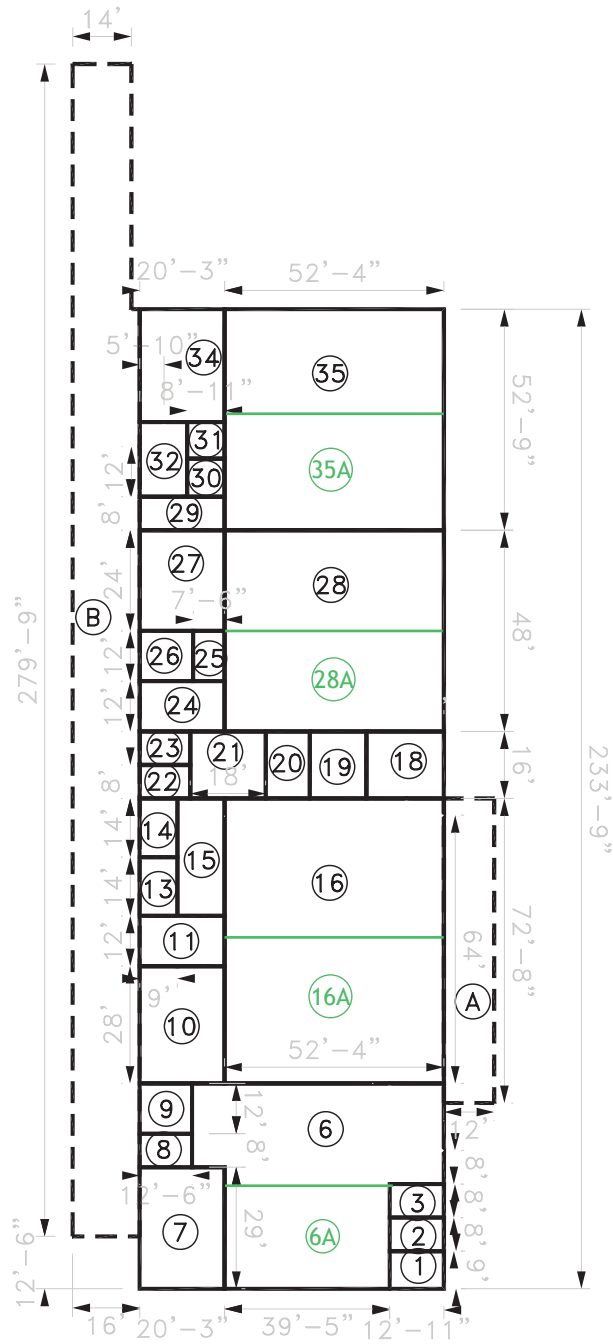 14'
20'-3" 52'-4"
5'-10" 34 35
8'-11"
52'-9"
31
32 30 35A
12'
29
8'
27 28
24'
7'-6"
B 48'
279'-9"
26 25 28A
12'
24
12'
23 21 20 19 18 16'
22 18'
8'
233'-9"
14 15 16
14'
13
14'
72'-8"
11 64'
12'
9' 16A A
10
28' 52'-4"
9 12' 6 12'
8 8' 8'
12'-6" 3 8'
7 29' 6A 2 8'
1 9'
12'-6"
16' 20'-3" 39'-5" 12'-11"